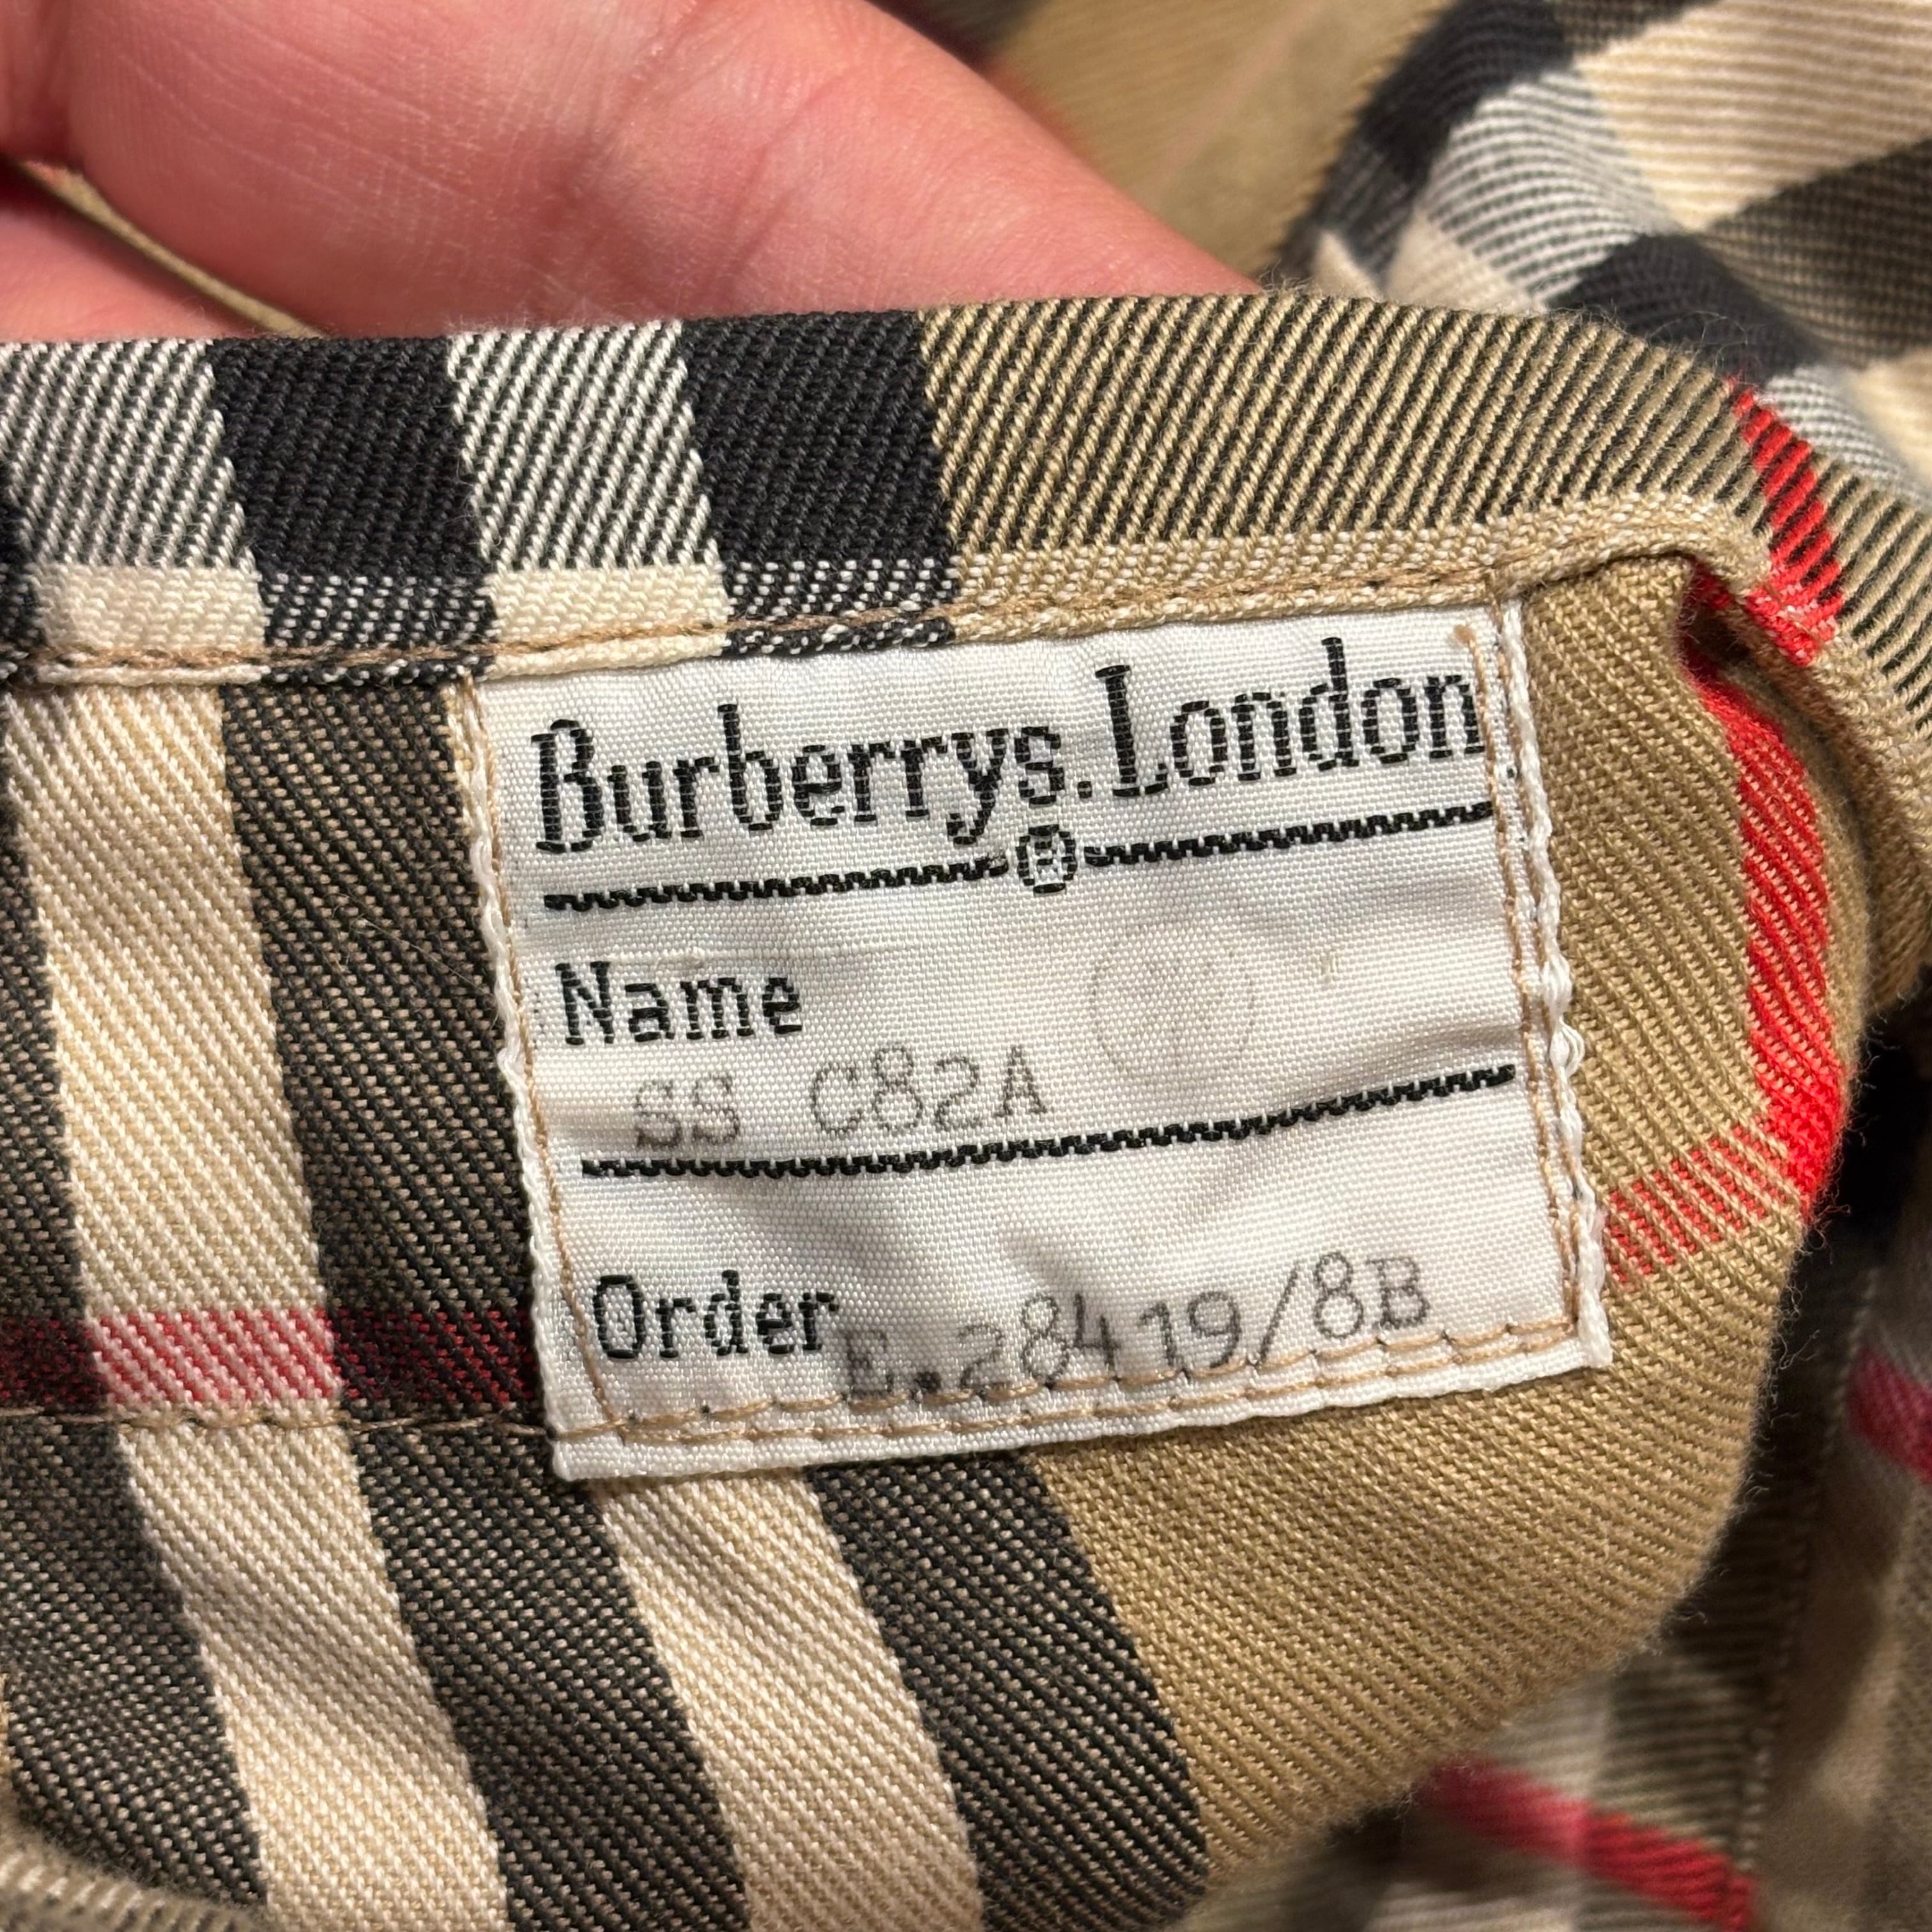 Burberrys. London
®
Name
SS C82A
Order E.28419/8B